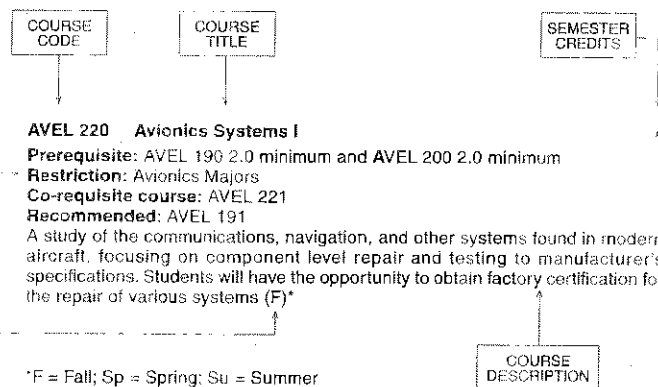 COURSE
CODE
COURSE
TITLE
SEMESTER
CREDITS
AVEL 220 Avionics Systems I
Prerequisite: AVEL 190 2.0 minimum and AVEL 200 2.0 minimum
Restriction: Avionics Majors
Co-requisite course: AVEL 221
Recommended: AVEL 191
A study of the communications, navigation, and other systems found in modern
aircraft, focusing on component level repair and testing to manufacturer's
specifications. Students will have the opportunity to obtain factory certification fo
the repair of various systems (F)*
*F = Fall; Sp = Spring; Su = Summer
COURSE
DESCRIPTION